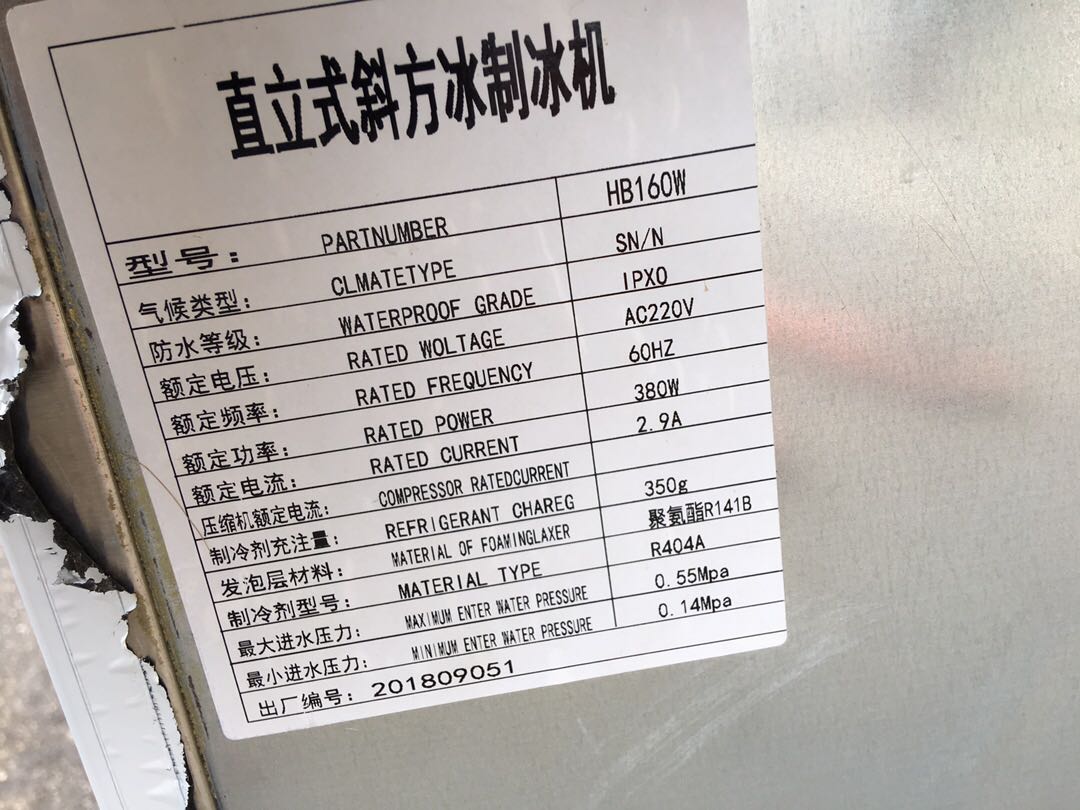 直立式斜方冰制冰机
型号: PARTNUMBER HB160W
气候类型: CLMATETYPE SN/N
防水等级: WATERPROOF GRADE IPX0
额定电压: RATED WOLTAGE AC220V
额定频率: RATED FREQUENCY 60HZ
额定功率: RATED POWER 380W
额定电流: RATED CURRENT 2.9A
压缩机额定电流: COMPRESSOR RATEDCURRENT
制冷剂充注量: REFRIGERANT CHAREG 350g
发泡层材料: MATERIAL OF FOAMINGLAXER 聚氨酯R141B
制冷剂型号: MATERIAL TYPE R404A
最大进水压力: MAXIMUM ENTER WATER PRESSURE 0.55Mpa
最小进水压力: MINIMUM ENTER WATER PRESSURE 0.14Mpa
出厂编号: 201809051